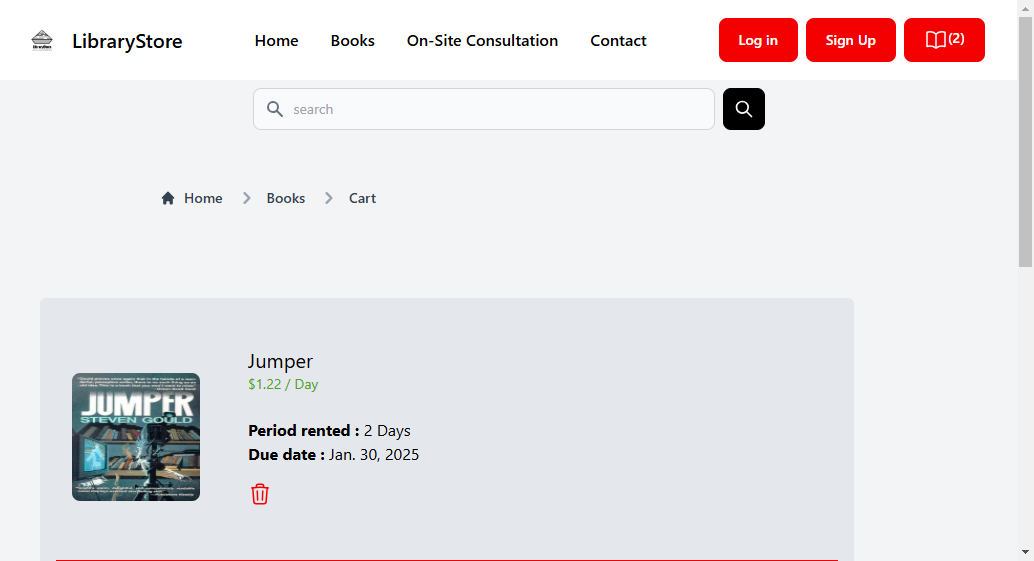 LibraryStore
Home
Books
On-Site Consultation
Contact
Log in
Sign Up
(2)
search
Home
Books
Cart
JUMPER
STEVEN GOULD
Jumper
$1.22 / Day
Period rented : 2 Days
Due date : Jan. 30, 2025